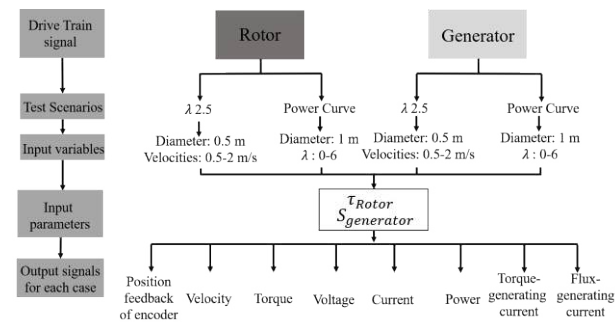 Drive Train
signal
Test Scenarios
Input variables
Input
parameters
Output signals
for each case
Rotor
Generator
λ 2.5
Power Curve
λ 2.5
Power Curve
Diameter: 0.5 m
Velocities: 0.5-2 m/s
Diameter: 1 m
λ : 0-6
Diameter: 0.5 m
Velocities: 0.5-2 m/s
Diameter: 1 m
λ : 0-6
τRotor
Sgenerator
Position
feedback
of encoder
Velocity
Torque
Voltage
Current
Power
Torque-
generating
current
Flux-
generating
current